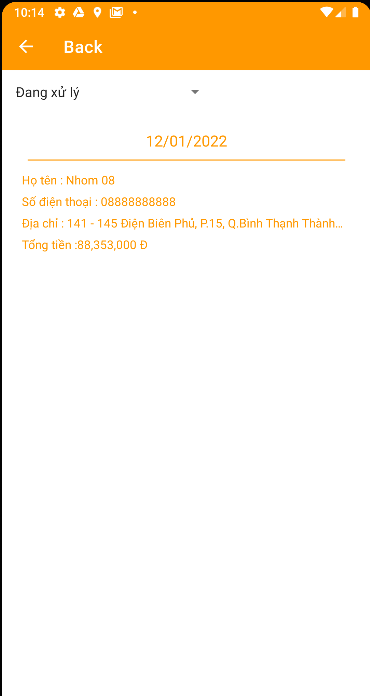 10:14
Back
Đang xử lý
12/01/2022
Họ tên : Nhom 08
Số điện thoại : 08888888888
Địa chỉ : 141 - 145 Điện Biên Phủ, P.15, Q.Bình Thạnh Thành...
Tổng tiền :88,353,000 Đ